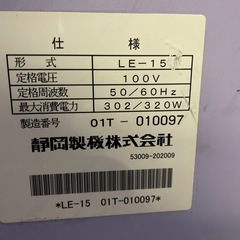 仕 様
形 式 LE-15
定格電圧 100V
定格周波数 50/60Hz
最大消費電力 302/320W
製造番号 01T-010097
静岡製機株式会社
53009-202009
*LE-15 01T-010097*